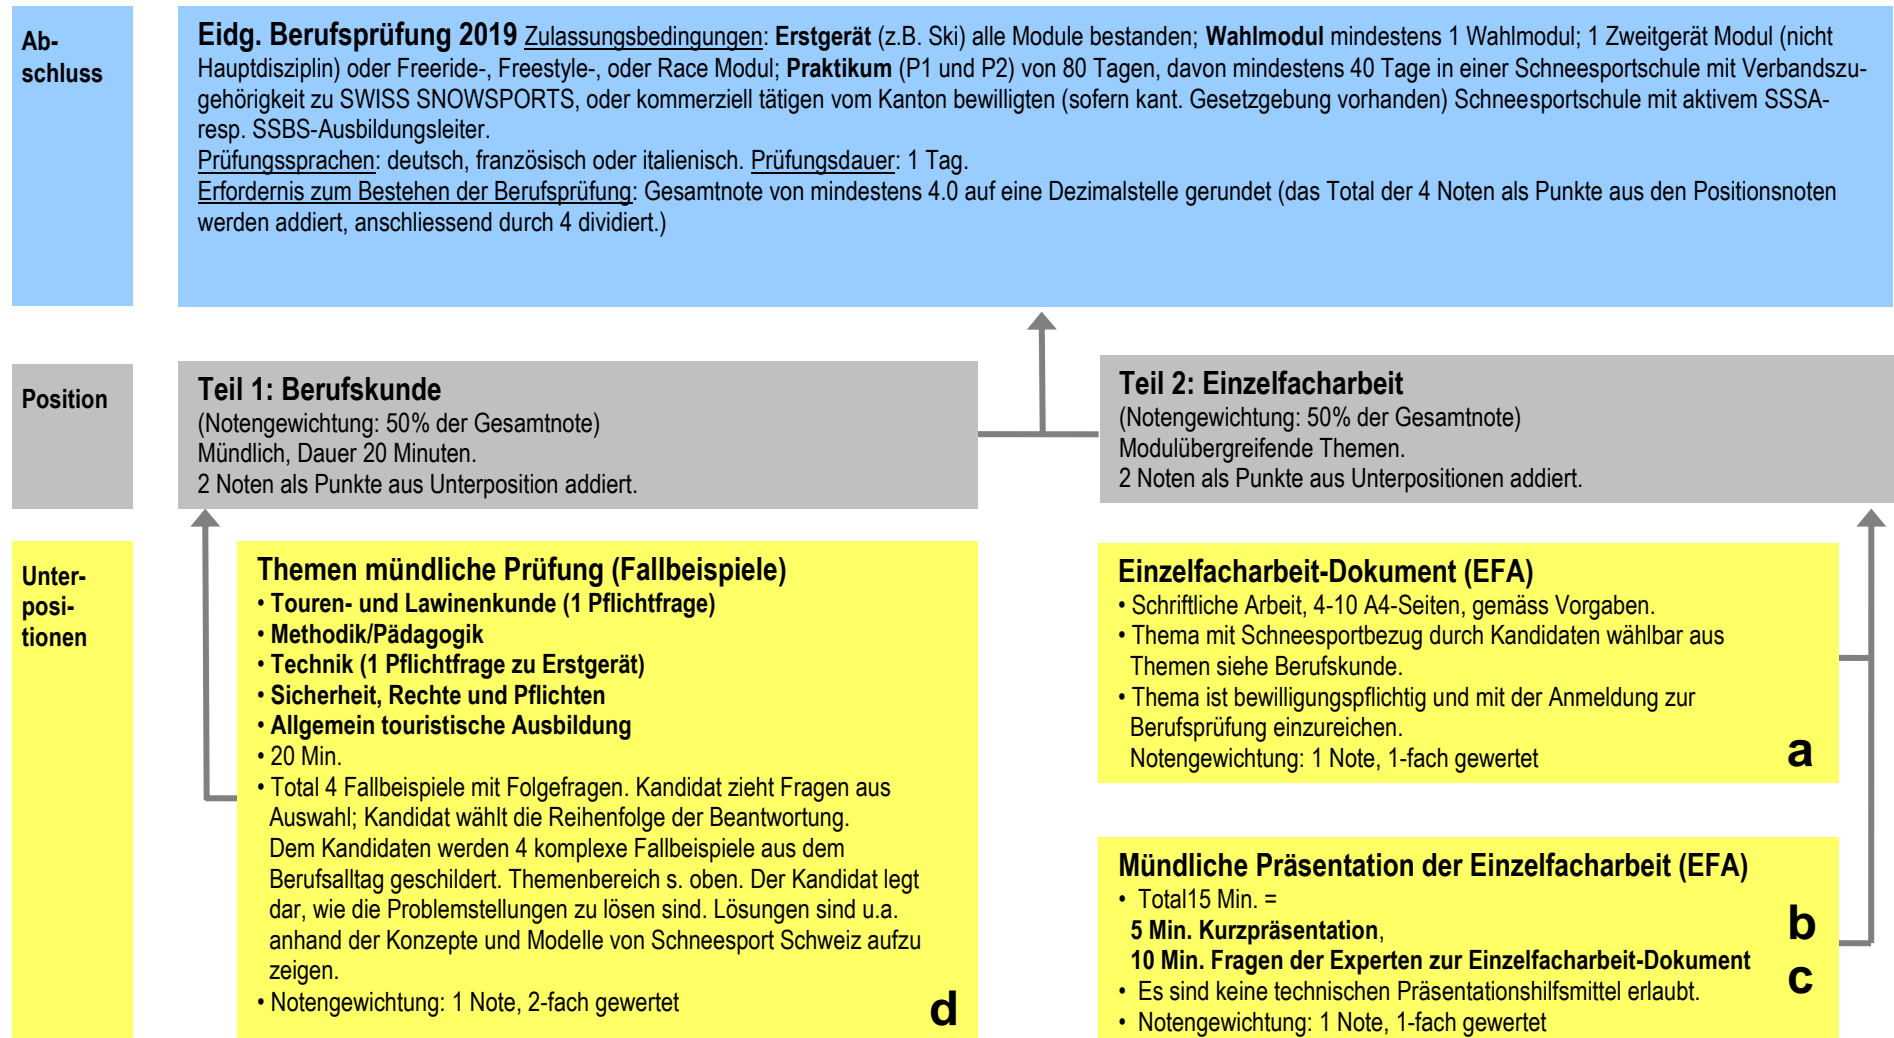 Ab-
schluss
Eidg. Berufsprüfung 2019 Zulassungsbedingungen: Erstgerät (z.B. Ski) alle Module bestanden; Wahlmodul mindestens 1 Wahlmodul; 1 Zweitgerät Modul (nicht
Hauptdisziplin) oder Freeride-, Freestyle-, oder Race Modul; Praktikum (P1 und P2) von 80 Tagen, davon mindestens 40 Tage in einer Schneesportschule mit Verbandszu-
gehörigkeit zu SWISS SNOWSPORTS, oder kommerziell tätigen vom Kanton bewilligten (sofern kant. Gesetzgebung vorhanden) Schneesportschule mit aktivem SSSA-
resp. SSBS-Ausbildungsleiter.
Prüfungssprachen: deutsch, französisch oder italienisch. Prüfungsdauer: 1 Tag.
Erfordernis zum Bestehen der Berufsprüfung: Gesamtnote von mindestens 4.0 auf eine Dezimalstelle gerundet (das Total der 4 Noten als Punkte aus den Positionsnoten
werden addiert, anschliessend durch 4 dividiert.)
Position
Teil 1: Berufskunde
(Notengewichtung: 50% der Gesamtnote)
Mündlich, Dauer 20 Minuten.
2 Noten als Punkte aus Unterposition addiert.
Teil 2: Einzelfacharbeit
(Notengewichtung: 50% der Gesamtnote)
Modulübergreifende Themen.
2 Noten als Punkte aus Unterpositionen addiert.
Unter-
posi-
tionen
Themen mündliche Prüfung (Fallbeispiele)
• Touren- und Lawinenkunde (1 Pflichtfrage)
• Methodik/Pädagogik
• Technik (1 Pflichtfrage zu Erstgerät)
• Sicherheit, Rechte und Pflichten
• Allgemein touristische Ausbildung
• 20 Min.
• Total 4 Fallbeispiele mit Folgefragen. Kandidat zieht Fragen aus
Auswahl; Kandidat wählt die Reihenfolge der Beantwortung.
Dem Kandidaten werden 4 komplexe Fallbeispiele aus dem
Berufsalltag geschildert. Themenbereich s. oben. Der Kandidat legt
dar, wie die Problemstellungen zu lösen sind. Lösungen sind u.a.
anhand der Konzepte und Modelle von Schneesport Schweiz aufzu
zeigen.
• Notengewichtung: 1 Note, 2-fach gewertet
d
Einzelfacharbeit-Dokument (EFA)
• Schriftliche Arbeit, 4-10 A4-Seiten, gemäss Vorgaben.
• Thema mit Schneesportbezug durch Kandidaten wählbar aus
Themen siehe Berufskunde.
• Thema ist bewilligungspflichtig und mit der Anmeldung zur
Berufsprüfung einzureichen.
Notengewichtung: 1 Note, 1-fach gewertet
a
Mündliche Präsentation der Einzelfacharbeit (EFA)
• Total15 Min. =
5 Min. Kurzpräsentation,
b
10 Min. Fragen der Experten zur Einzelfacharbeit-Dokument
c
• Es sind keine technischen Präsentationshilfsmittel erlaubt.
• Notengewichtung: 1 Note, 1-fach gewertet